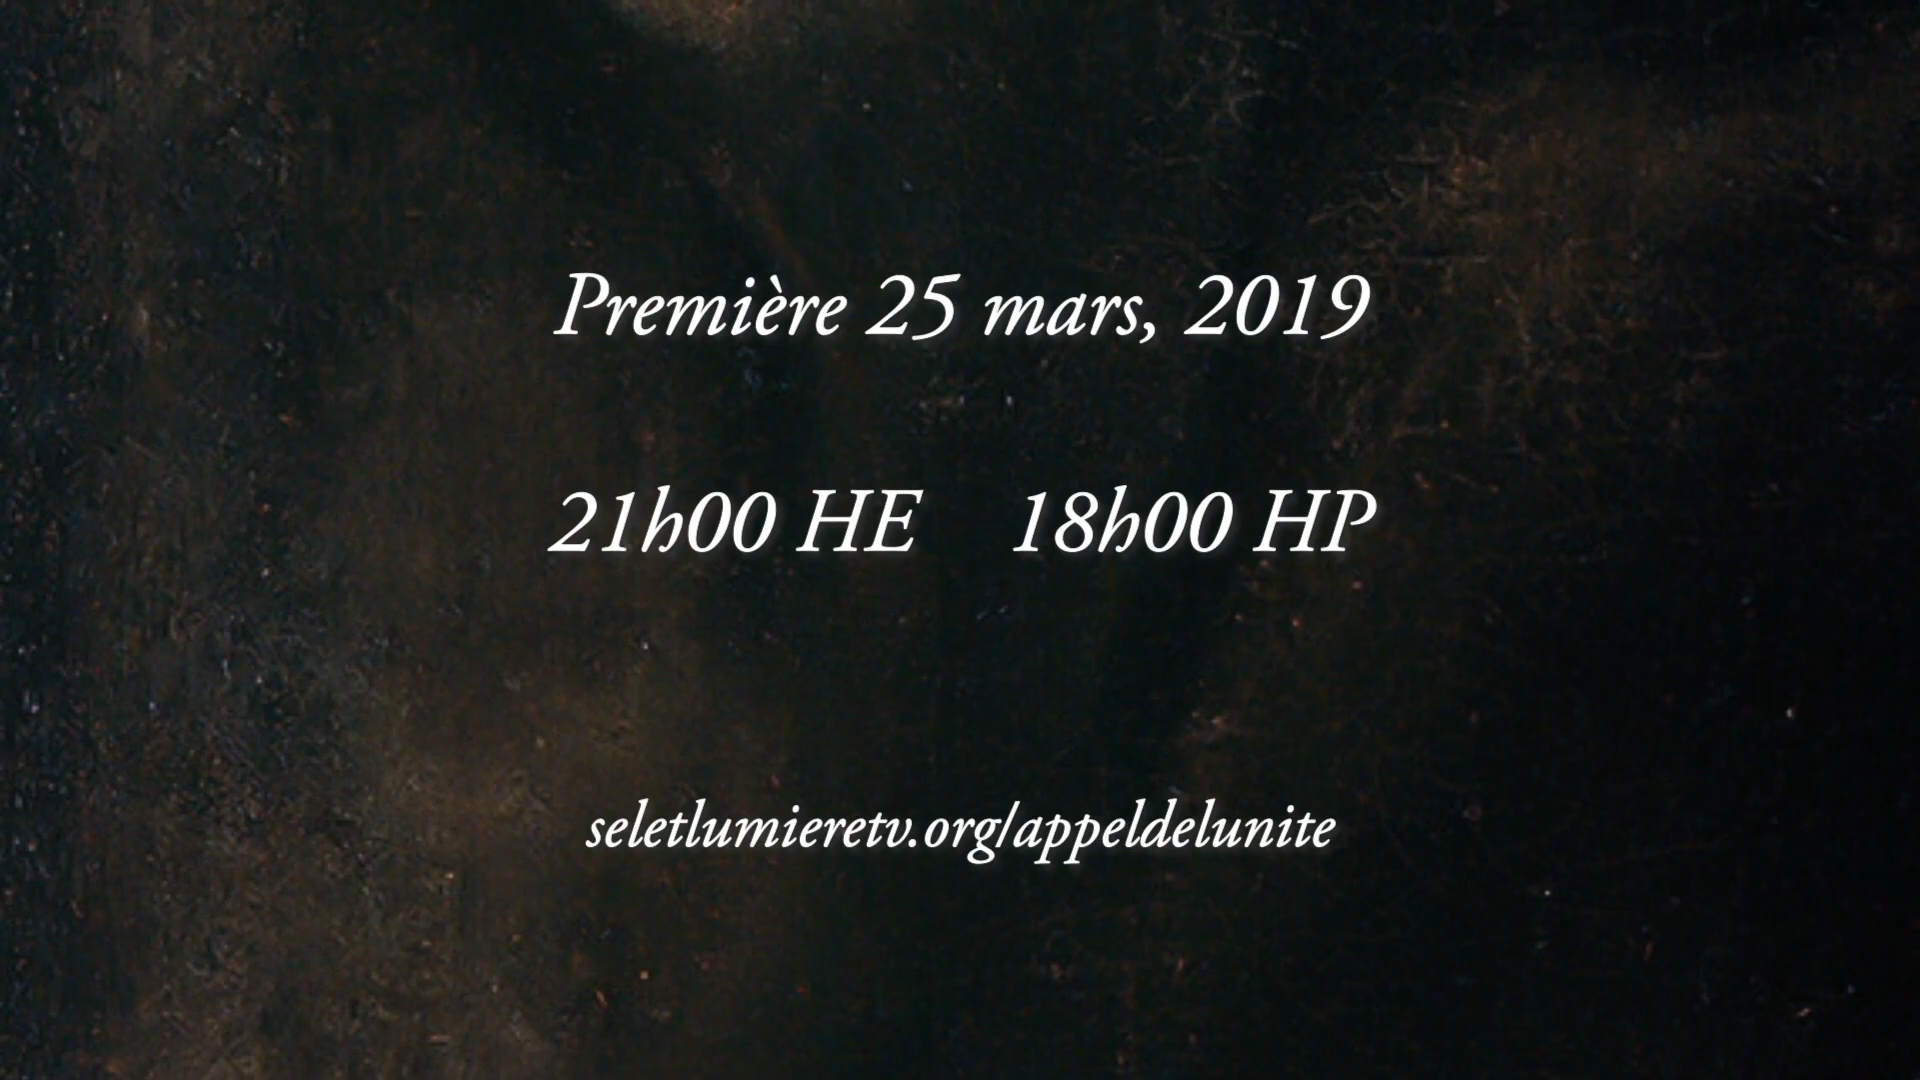 Première 25 mars, 2019
21h00 HE 18h00 HP
seletlumieretv.org/appeldelunite